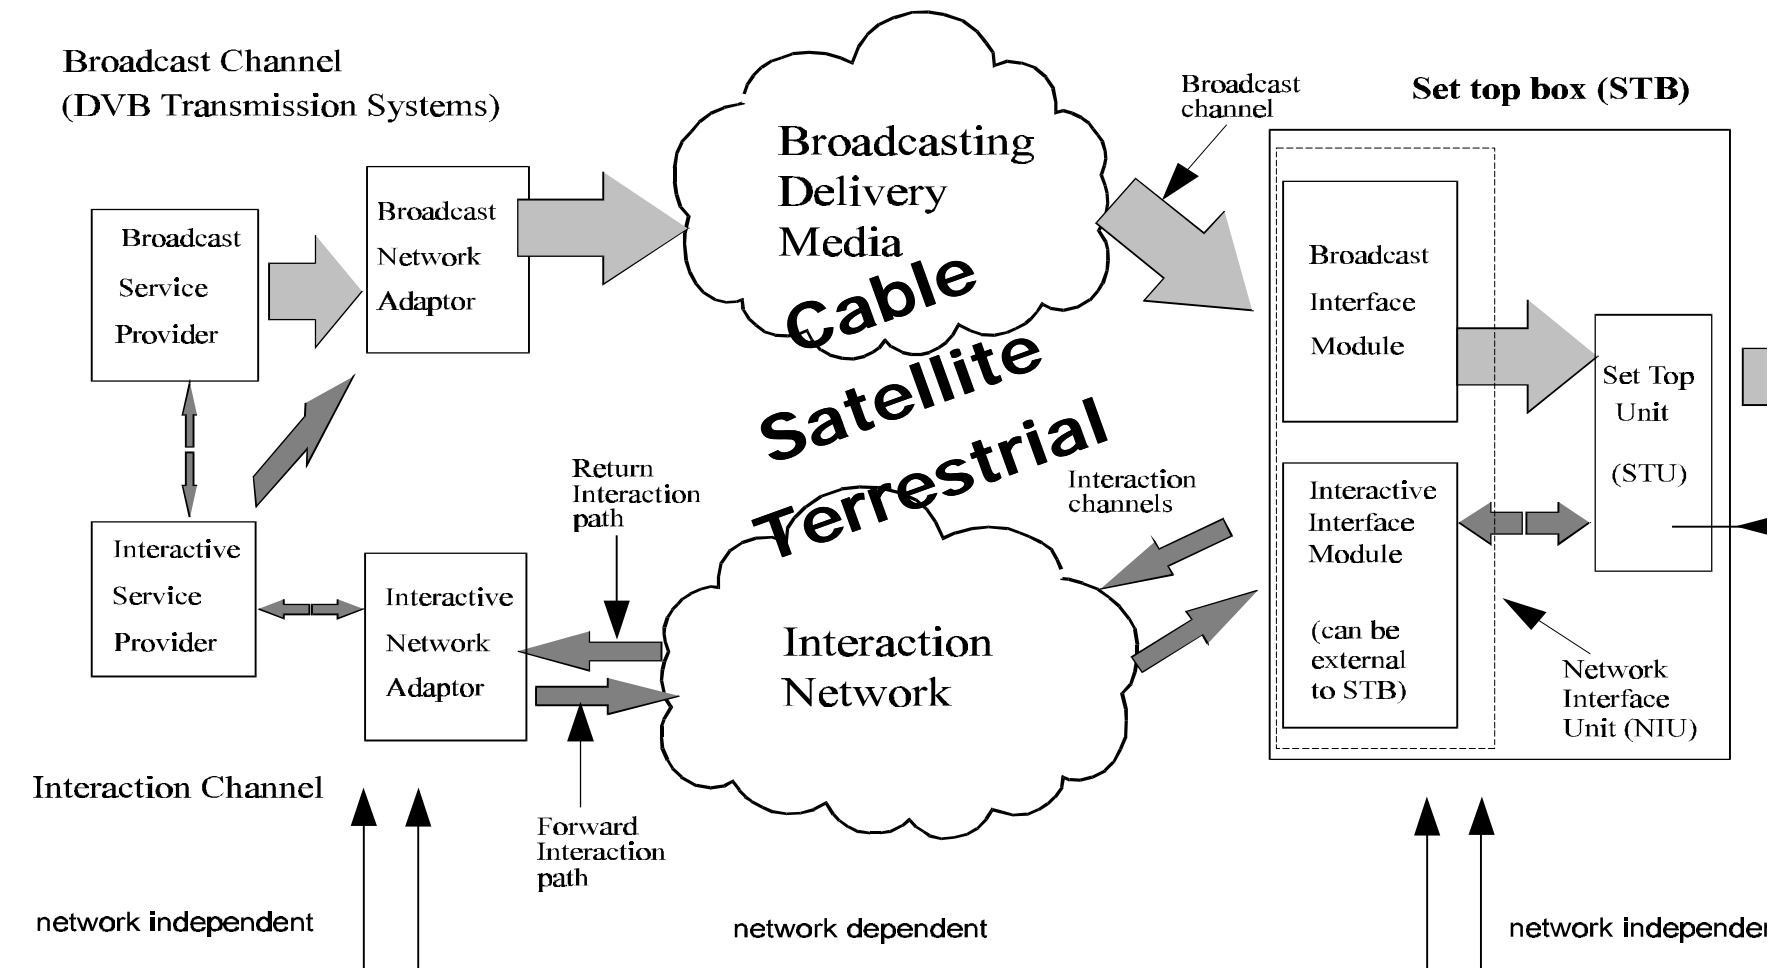 Broadcast Channel
(DVB Transmission Systems)
Broadcast
Service
Provider
Broadcast
Network
Adaptor
Broadcasting
Delivery
Media
Cable
Satellite
Terrestrial
Broadcast
channel
Set top box (STB)
Broadcast
Interface
Module
Set Top
Unit
(STU)
Interactive
Service
Provider
Interactive
Network
Adaptor
Return
Interaction
path
Interaction
channels
Interaction
Network
Interactive
Interface
Module
(can be
external
to STB)
Network
Interface
Unit (NIU)
Interaction Channel
Forward
Interaction
path
network independent
network dependent
network independen